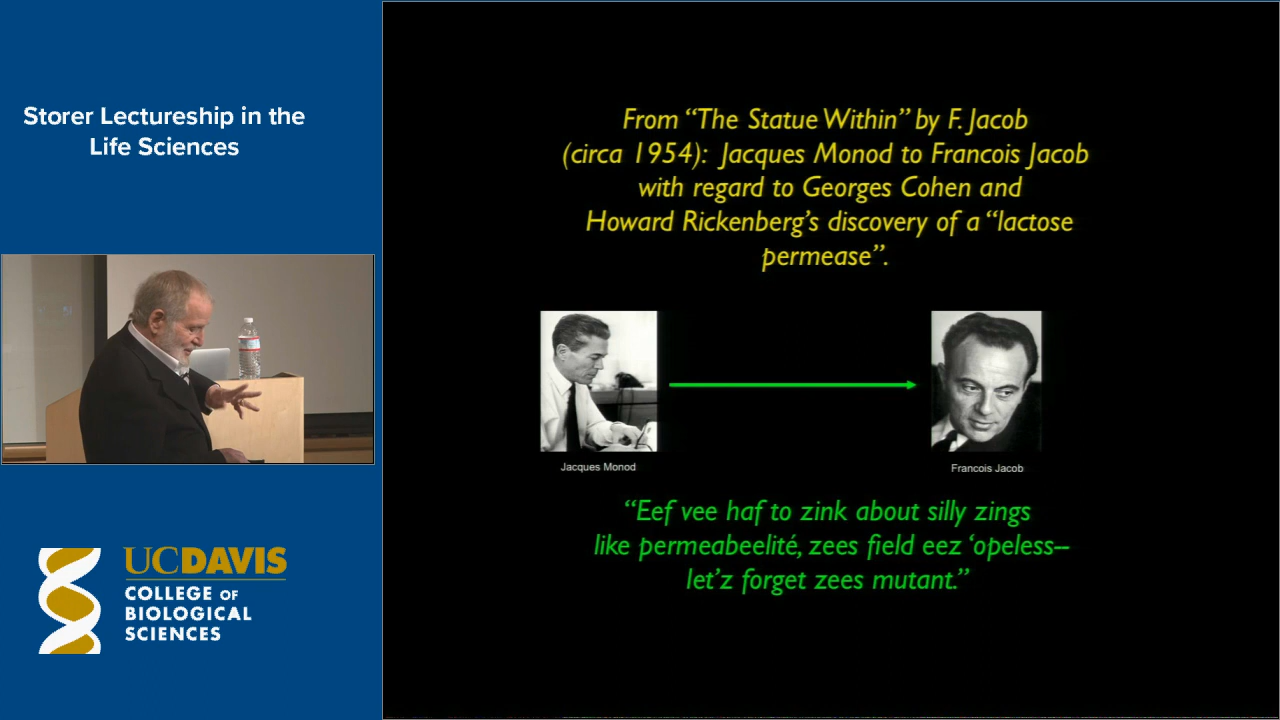 Storer Lectureship in the
Life Sciences
UCDAVIS
COLLEGE OF
BIOLOGICAL
SCIENCES
From “The Statue Within” by F. Jacob
(circa 1954): Jacques Monod to Francois Jacob
with regard to Georges Cohen and
Howard Rickenberg’s discovery of a “lactose
permease”.
Jacques Monod
Francois Jacob
“Eef vee haf to zink about silly zings
like permeabeelité, zees field eez ‘opeless--
let’z forget zees mutant.”